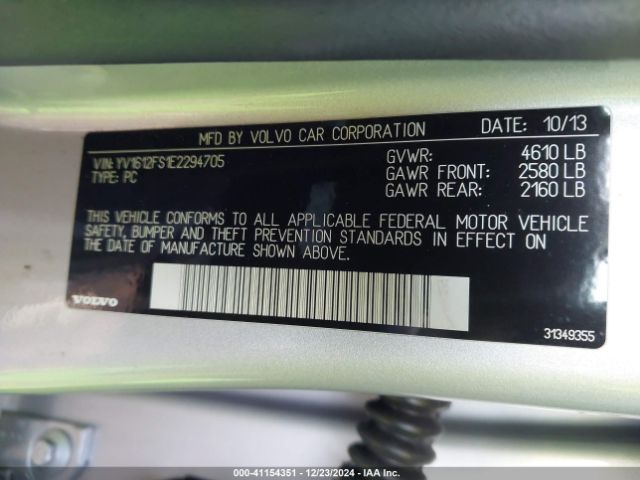 MFD BY VOLVO CAR CORPORATION DATE: 10/13
VIN: YV1612FS1E2294705
TYPE: PC
GVWR: 4610 LB
GAWR FRONT: 2580 LB
GAWR REAR: 2160 LB
THIS VEHICLE CONFORMS TO ALL APPLICABLE FEDERAL MOTOR VEHICLE
SAFETY, BUMPER AND THEFT PREVENTION STANDARDS IN EFFECT ON
THE DATE OF MANUFACTURE SHOWN ABOVE.
VOLVO
31349355
000-41154351 | 12/23/2024 - IAA Inc.